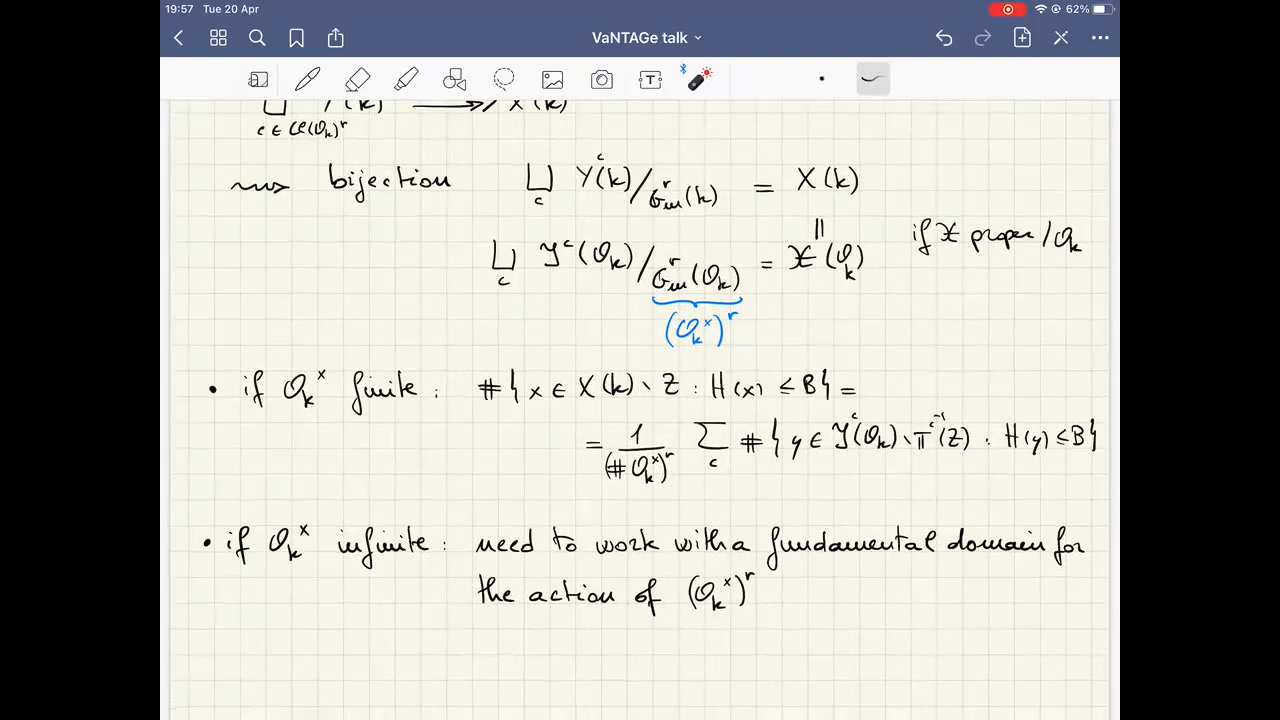 19:57 Tue 20 Apr 62%
VaNTAGe talk
⊔ Y(k) ↠ X(k)
c ∈ Cl(O_k)^r
⇝ bijection ⊔_c Y^c(k)/G_m^r(k) = X(k)
⊔_c 𝒴^c(O_k)/G_m^r(O_k) = 𝒳(O_k) if 𝒳 proper/O_k
(O_k^×)^r
• if O_k^× finite : #{x ∈ X(k) \ Z : H(x) ≤ B} =
= 1/(#O_k^×)^r Σ_c #{y ∈ 𝒴^c(O_k) \ π^{c-1}(Z) : H(y) ≤ B}
• if O_k^× infinite : need to work with a fundamental domain for
the action of (O_k^×)^r